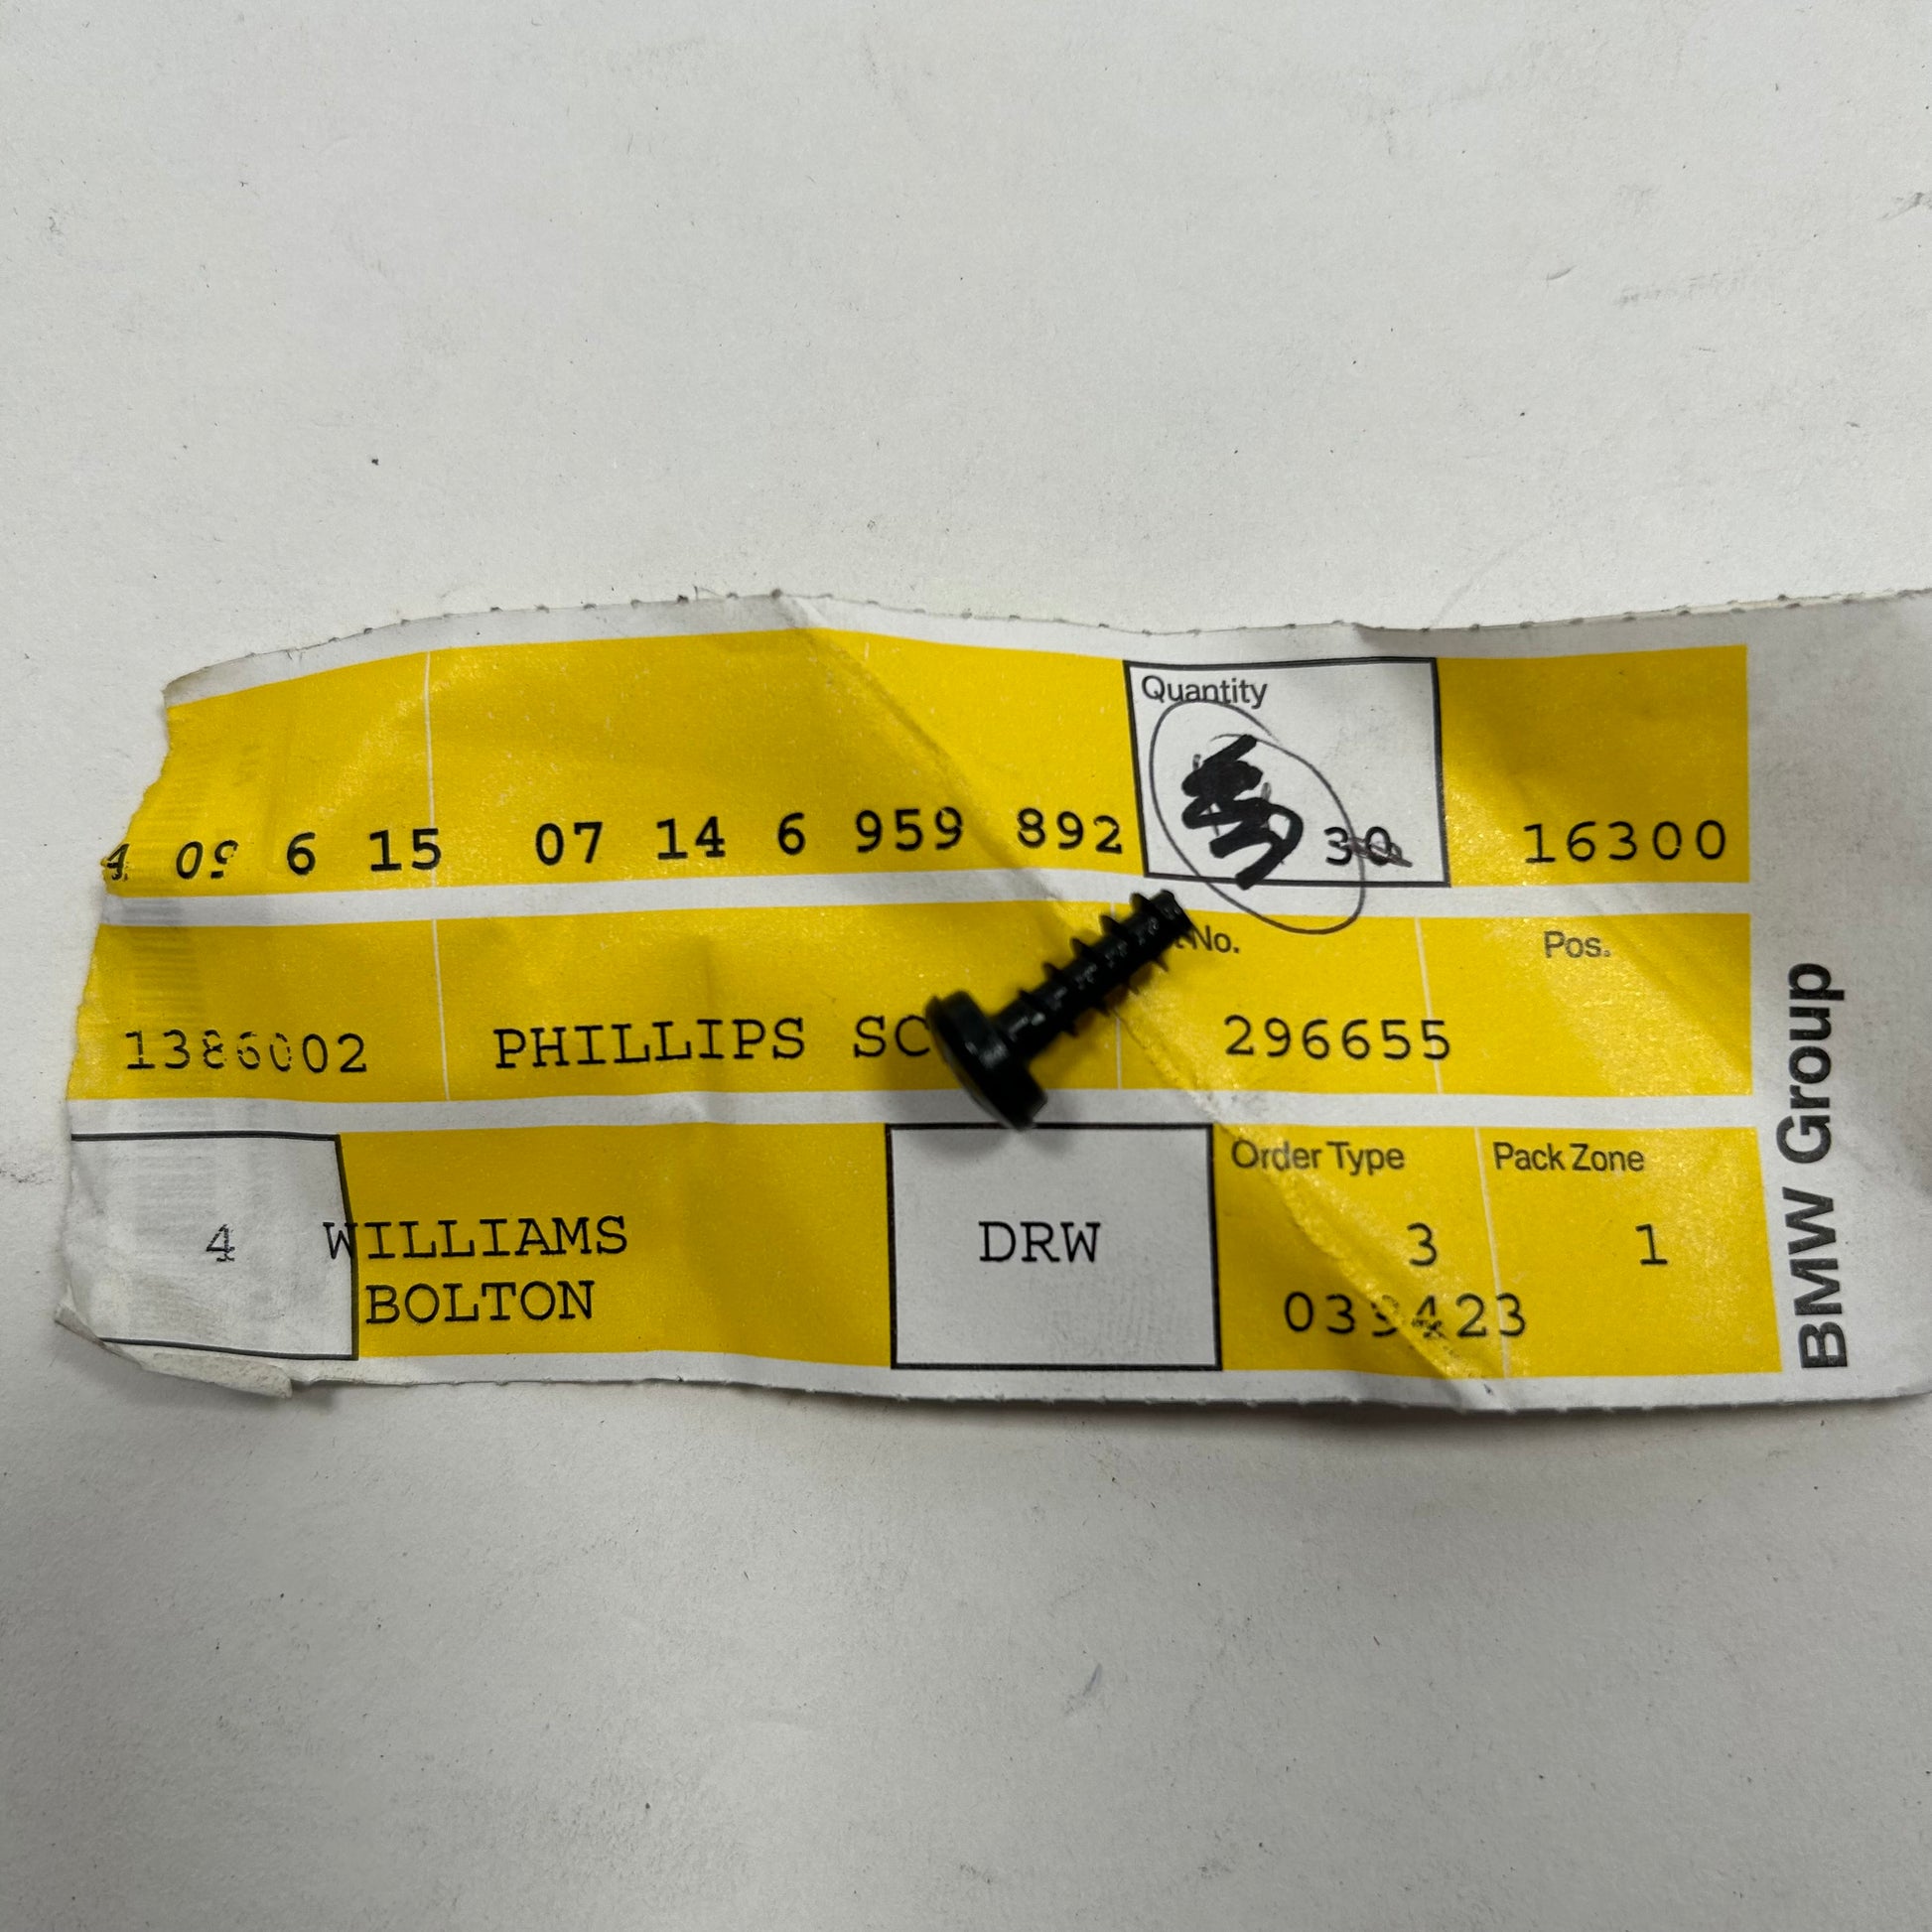 Quantity
09 6 15 07 14 6 959 892 30 16300
No. Pos.
1386002 PHILLIPS SC 296655
Order Type Pack Zone
4 WILLIAMS DRW 3 1
BOLTON 039423
BMW Group